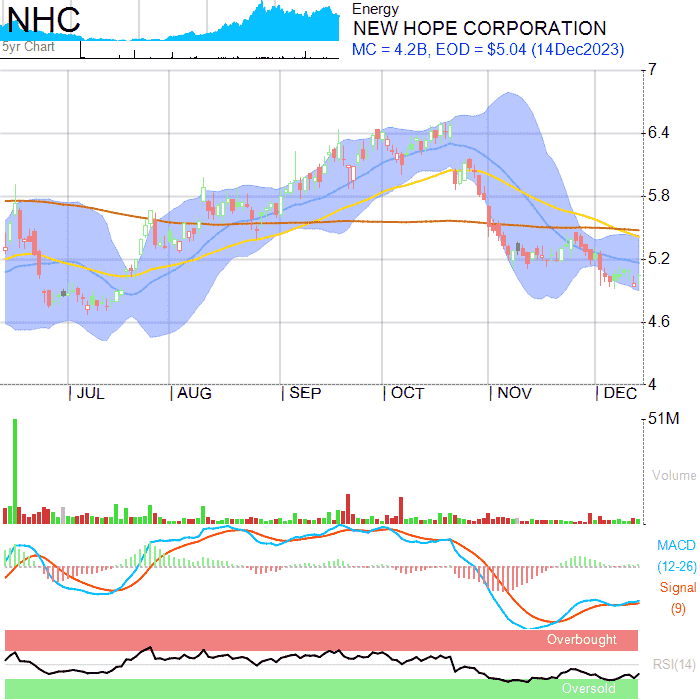 NHC
5yr Chart
Energy
NEW HOPE CORPORATION
MC = 4.2B, EOD = $5.04 (14Dec2023)
7
6.4
5.8
5.2
4.6
4
JUL AUG SEP OCT NOV DEC
51M
Volume
MACD
(12-26)
Signal
(9)
Overbought
RSI(14)
Oversold